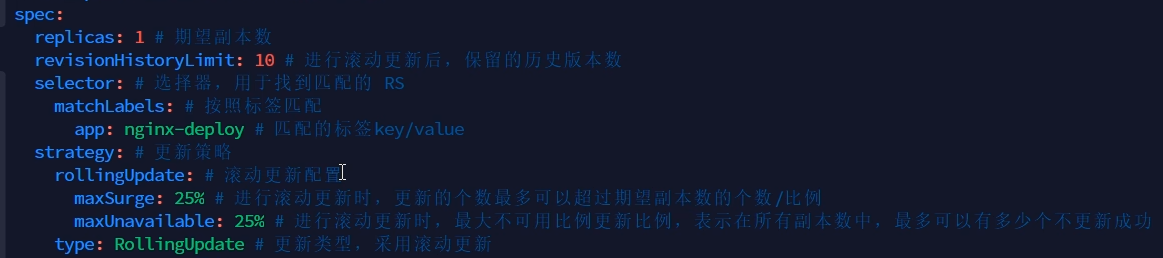 spec:
  replicas: 1 # 期望副本数
  revisionHistoryLimit: 10 # 进行滚动更新后，保留的历史版本数
  selector: # 选择器，用于找到匹配的 RS
    matchLabels: # 按照标签匹配
      app: nginx-deploy # 匹配的标签key/value
  strategy: # 更新策略
    rollingUpdate: # 滚动更新配置
      maxSurge: 25% # 进行滚动更新时，更新的个数最多可以超过期望副本数的个数/比例
      maxUnavailable: 25% # 进行滚动更新时，最大不可用比例更新比例，表示在所有副本数中，最多可以有多少个不更新成功
    type: RollingUpdate # 更新类型，采用滚动更新